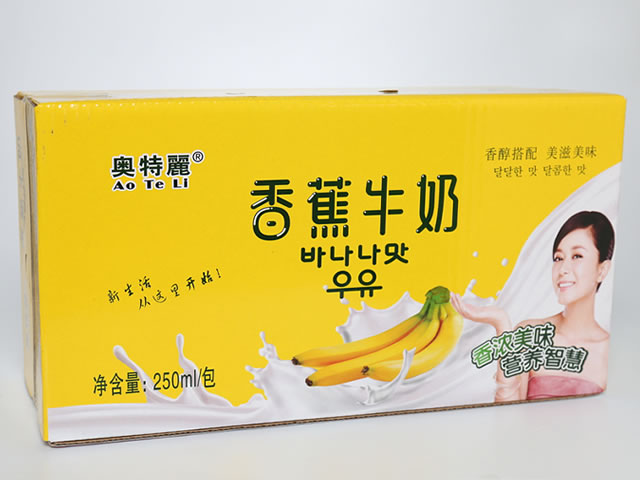 奥特麗®
Ao Te Li
香醇搭配 美滋美味
달달한 맛 달콤한 맛
香蕉牛奶
바나나맛
우유
新生活
从这里开始!
香浓美味
营养智慧
净含量: 250ml/包